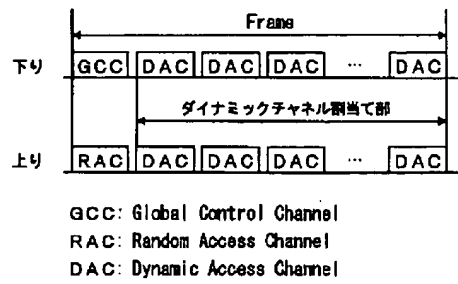 Frame
下り GCC DAC DAC DAC … DAC
ダイナミックチャネル割当て部
上り RAC DAC DAC DAC … DAC
GCC: Global Control Channel
RAC: Random Access Channel
DAC: Dynamic Access Channel